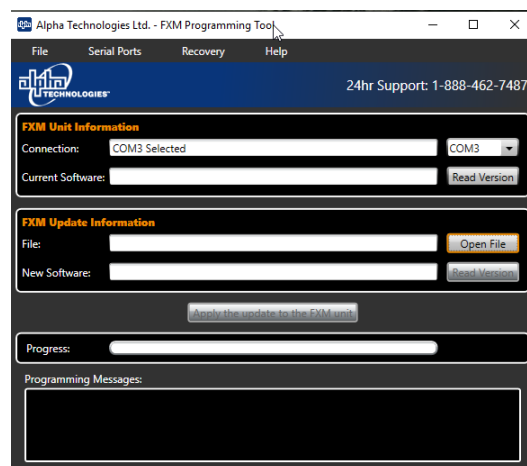 Alpha Technologies Ltd. - FXM Programming Tool
File Serial Ports Recovery Help
alpha
TECHNOLOGIES
24hr Support: 1-888-462-7487
FXM Unit Information
Connection: COM3 Selected COM3
Current Software: Read Version
FXM Update Information
File: Open File
New Software: Read Version
Apply the update to the FXM unit
Progress:
Programming Messages: